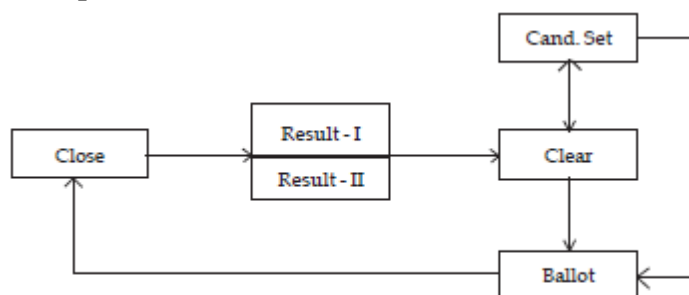 Cand. Set
Result - I
Close
Clear
Result - II
Ballot